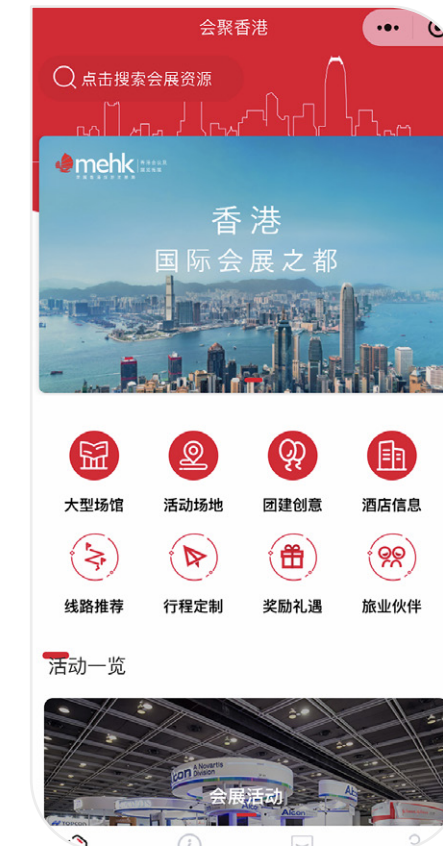 会聚香港
点击搜索会展资源
mehk
香港
国际会展之都
大型场馆
活动场地
团建创意
酒店信息
线路推荐
行程定制
奖励礼遇
旅业伙伴
活动一览
A Novartis
Division
会展活动
Alcon